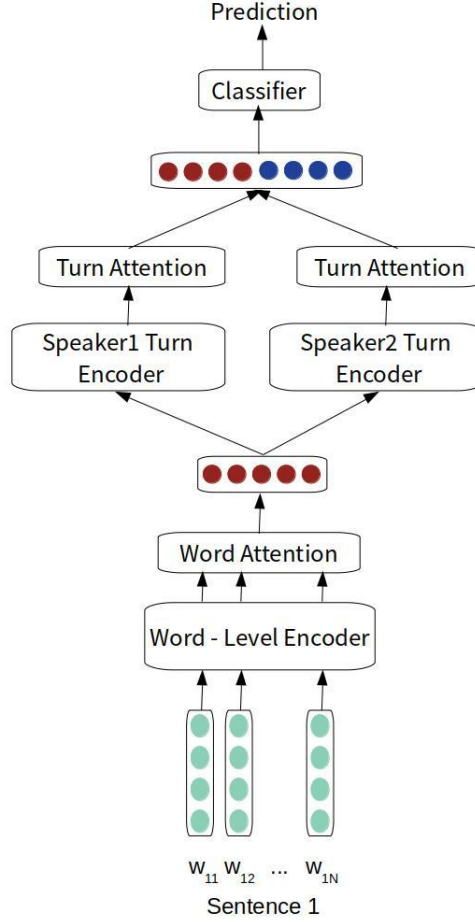 Prediction
Classifier
Turn Attention
Turn Attention
Speaker1 Turn
Encoder
Speaker2 Turn
Encoder
Word Attention
Word - Level Encoder
w11 w12 ... w1N
Sentence 1